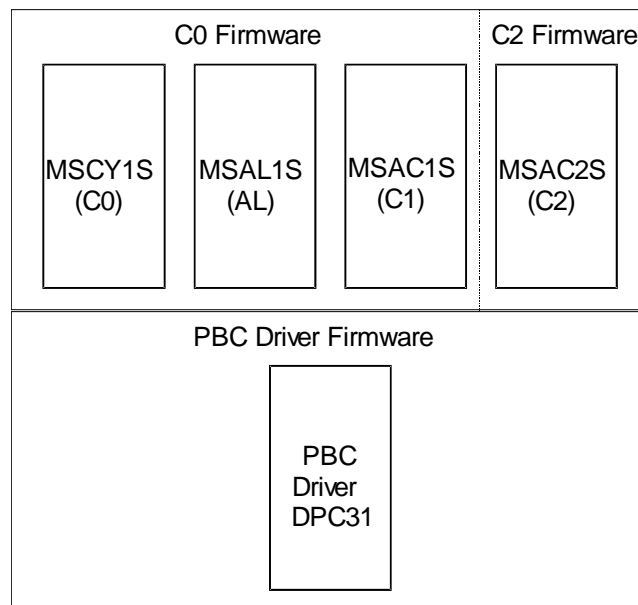 C0 Firmware
C2 Firmware
MSCY1S
(C0)
MSAL1S
(AL)
MSAC1S
(C1)
MSAC2S
(C2)
PBC Driver Firmware
PBC
Driver
DPC31